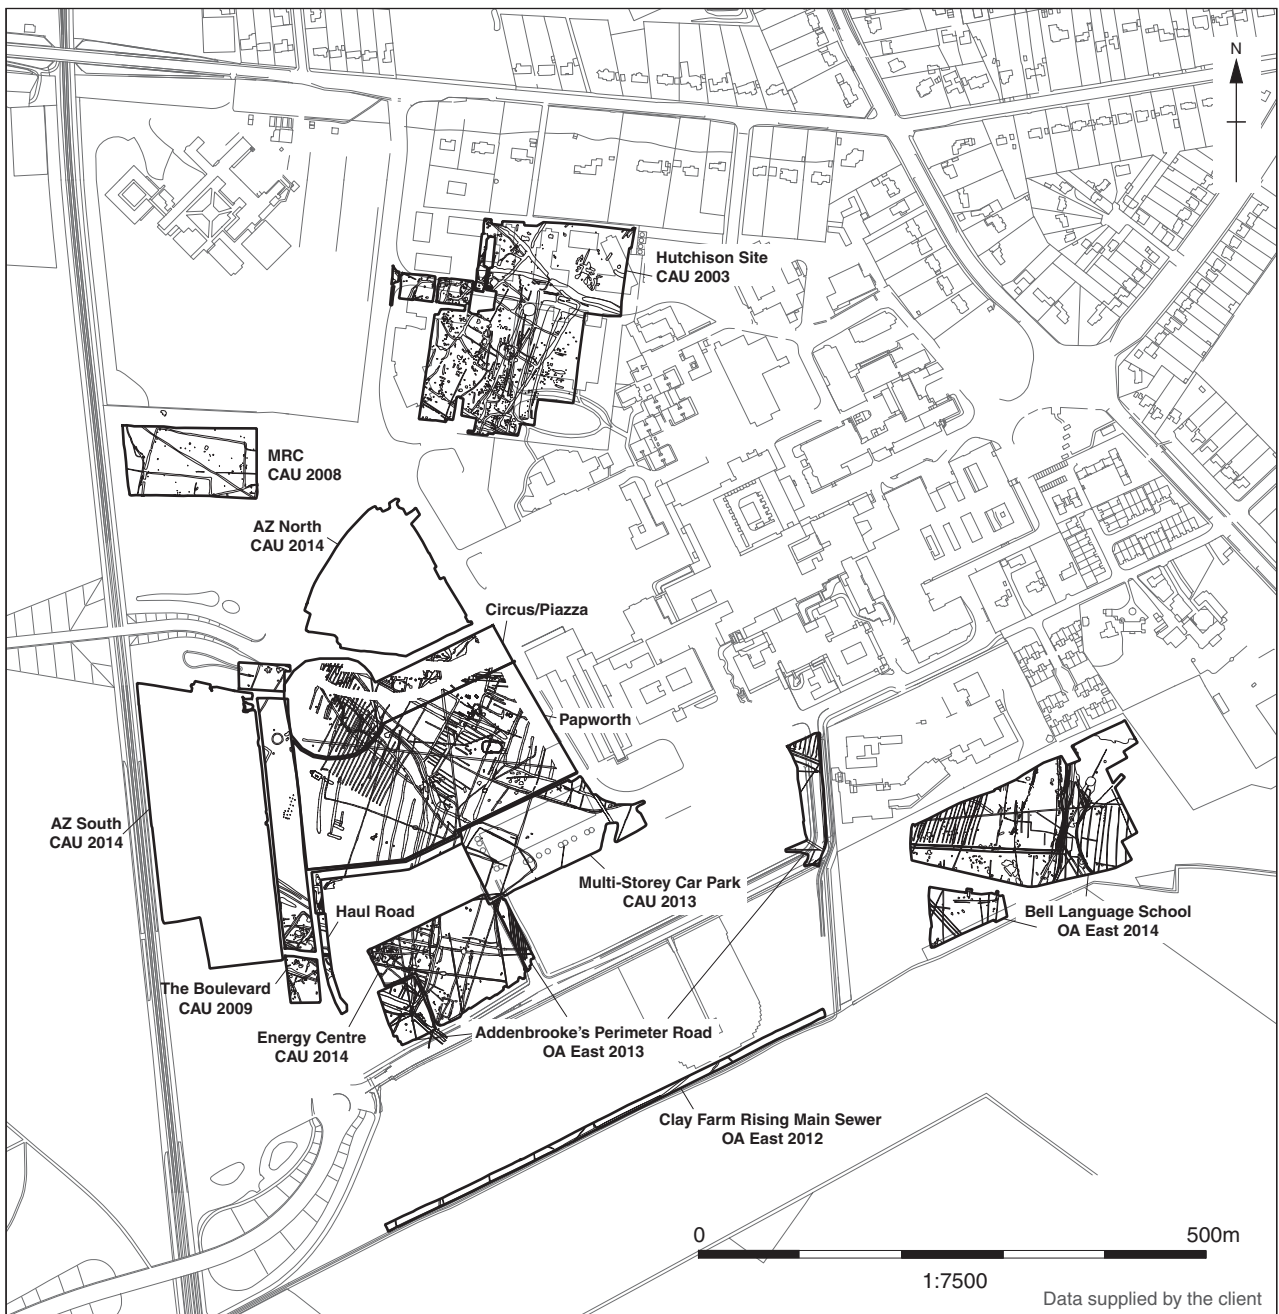 N
Hutchison Site
CAU 2003
MRC
CAU 2008
AZ North
CAU 2014
Circus/Piazza
Papworth
AZ South
CAU 2014
Multi-Storey Car Park
CAU 2013
Haul Road
Bell Language School
OA East 2014
The Boulevard
CAU 2009
Energy Centre
CAU 2014
Addenbrooke's Perimeter Road
OA East 2013
Clay Farm Rising Main Sewer
OA East 2012
0
500m
1:7500
Data supplied by the client